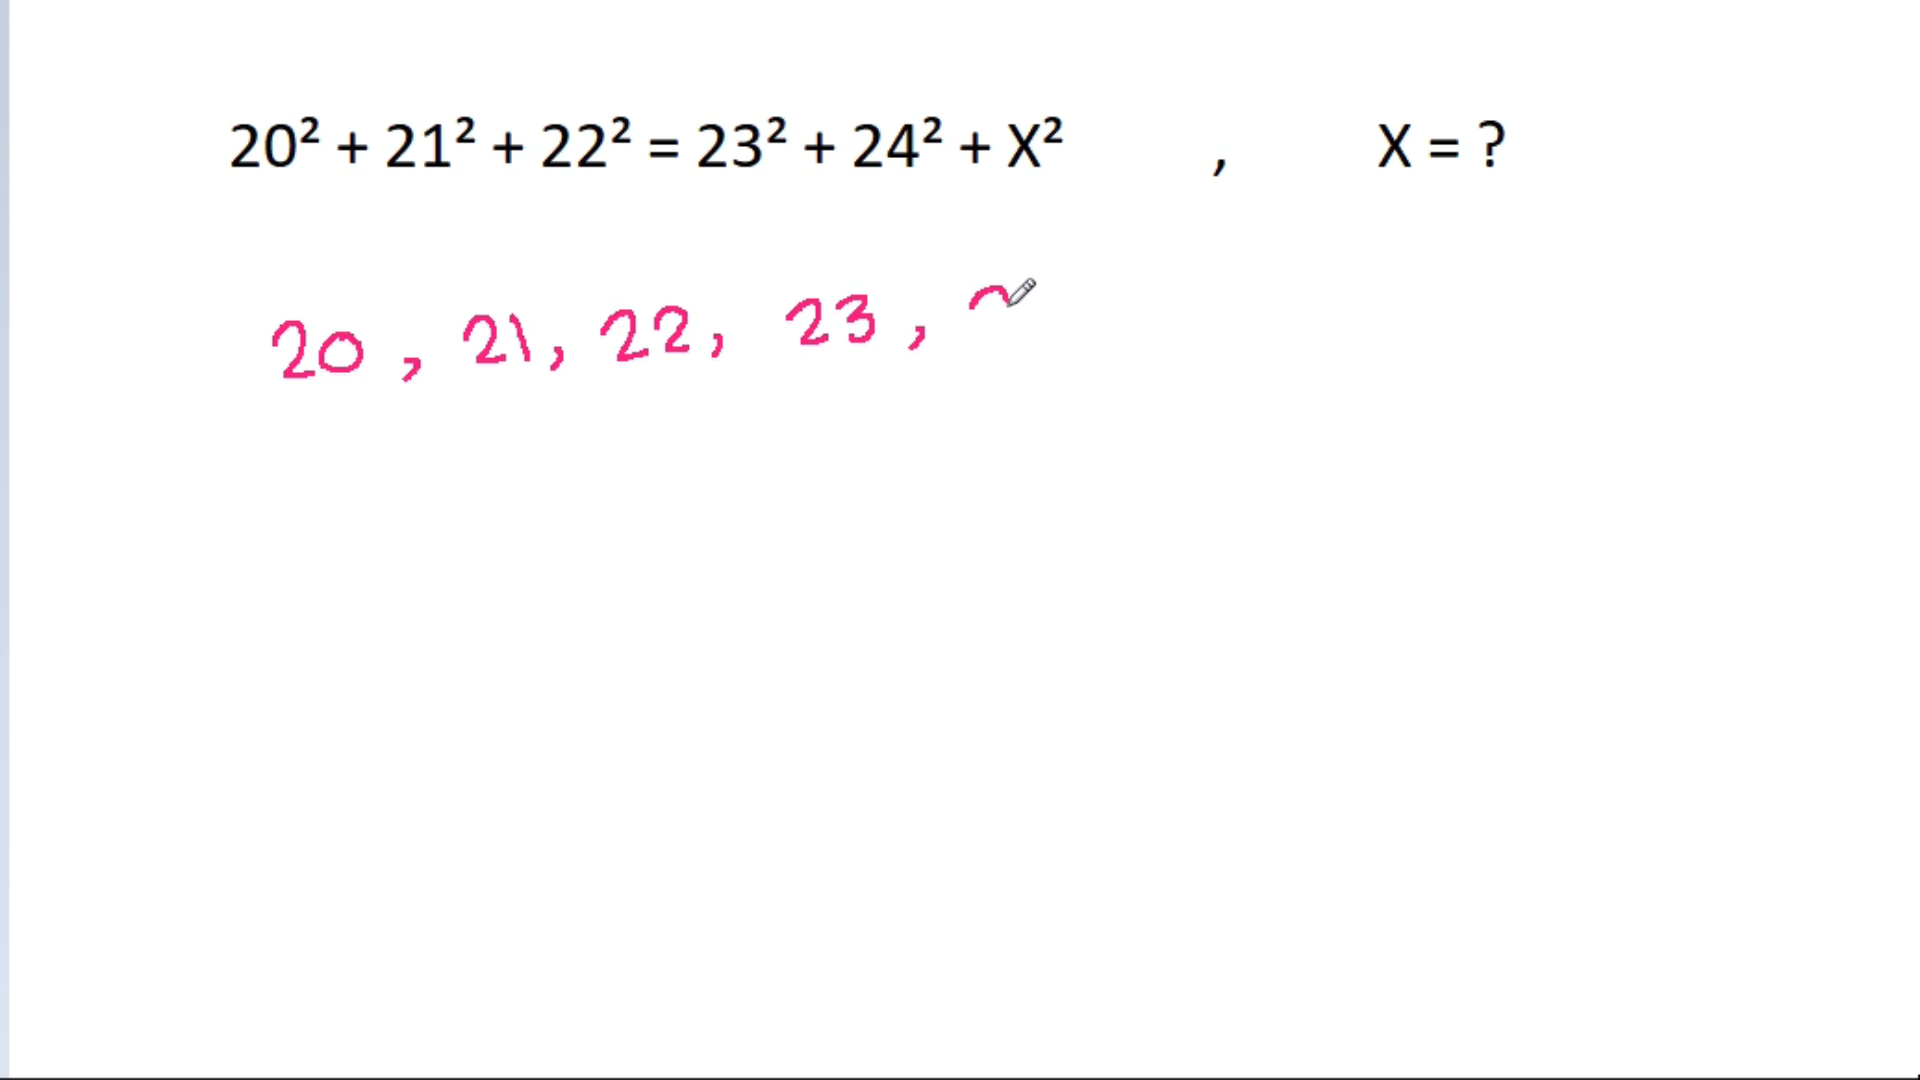 20² + 21² + 22² = 23² + 24² + X² , X = ?
20 , 21, 22, 23 ,